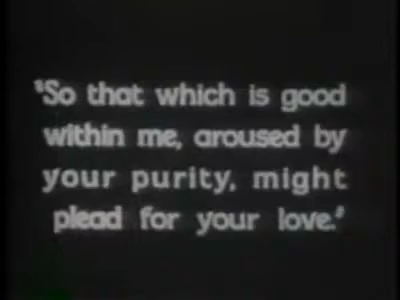 "So that which is good
within me, aroused by
your purity, might
plead for your love."